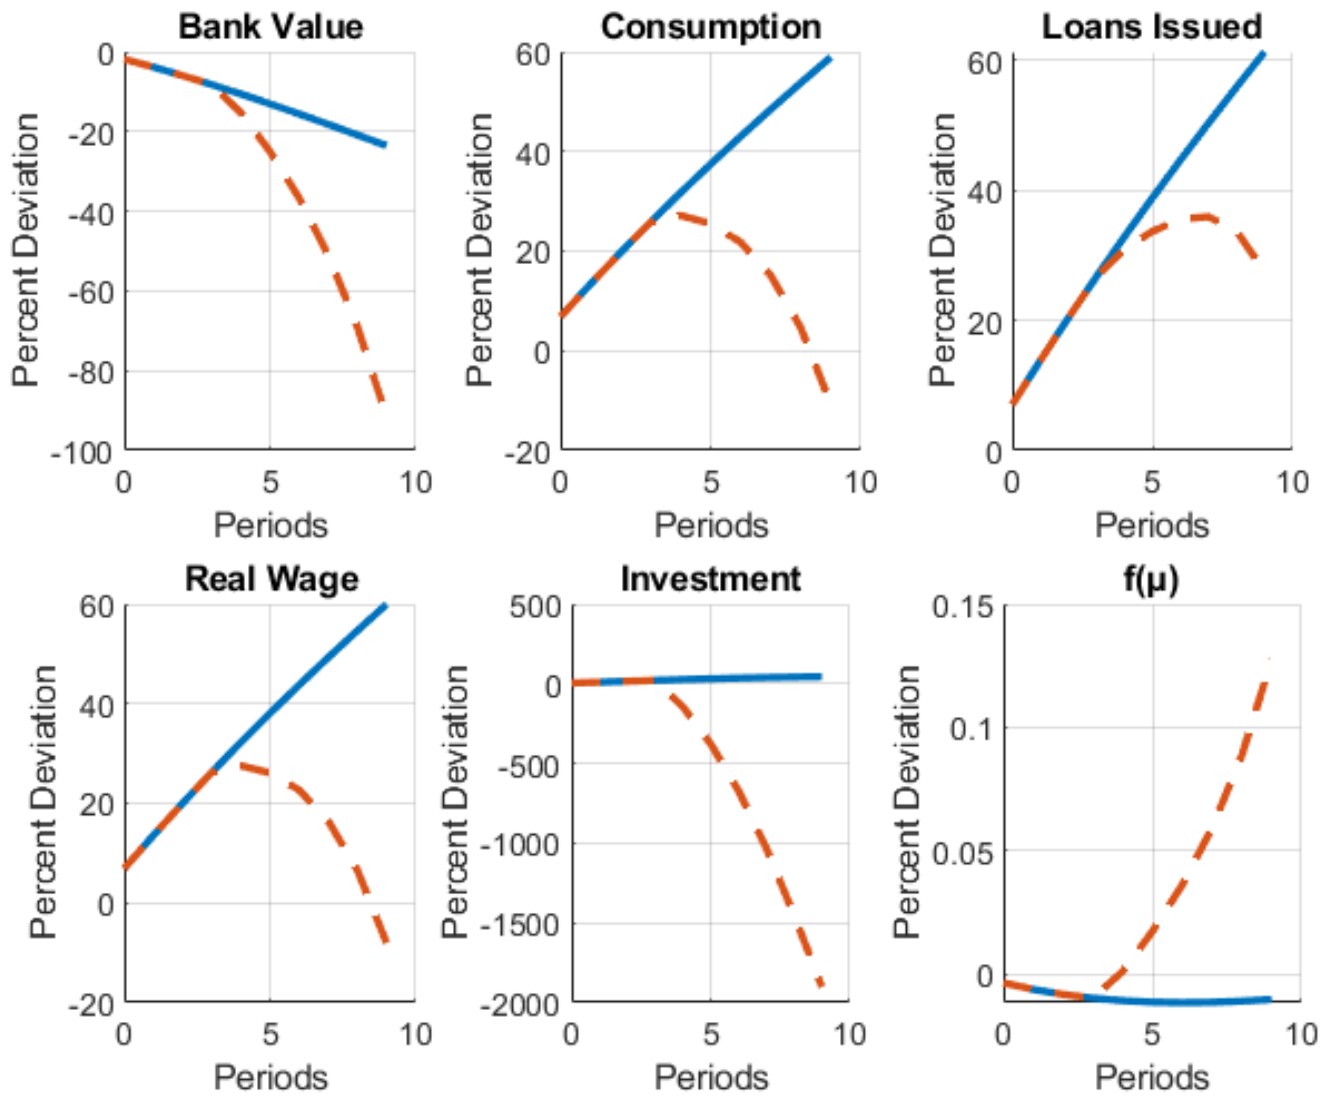 Bank Value
0
-20
-40
-60
-80
-100
Percent Deviation
0 5 10
Periods
Consumption
60
40
20
0
-20
Percent Deviation
0 5 10
Periods
Loans Issued
60
40
20
0
Percent Deviation
0 5 10
Periods
Real Wage
60
40
20
0
-20
Percent Deviation
0 5 10
Periods
Investment
500
0
-500
-1000
-1500
-2000
Percent Deviation
0 5 10
Periods
f(μ)
0.15
0.1
0.05
0
Percent Deviation
0 5 10
Periods